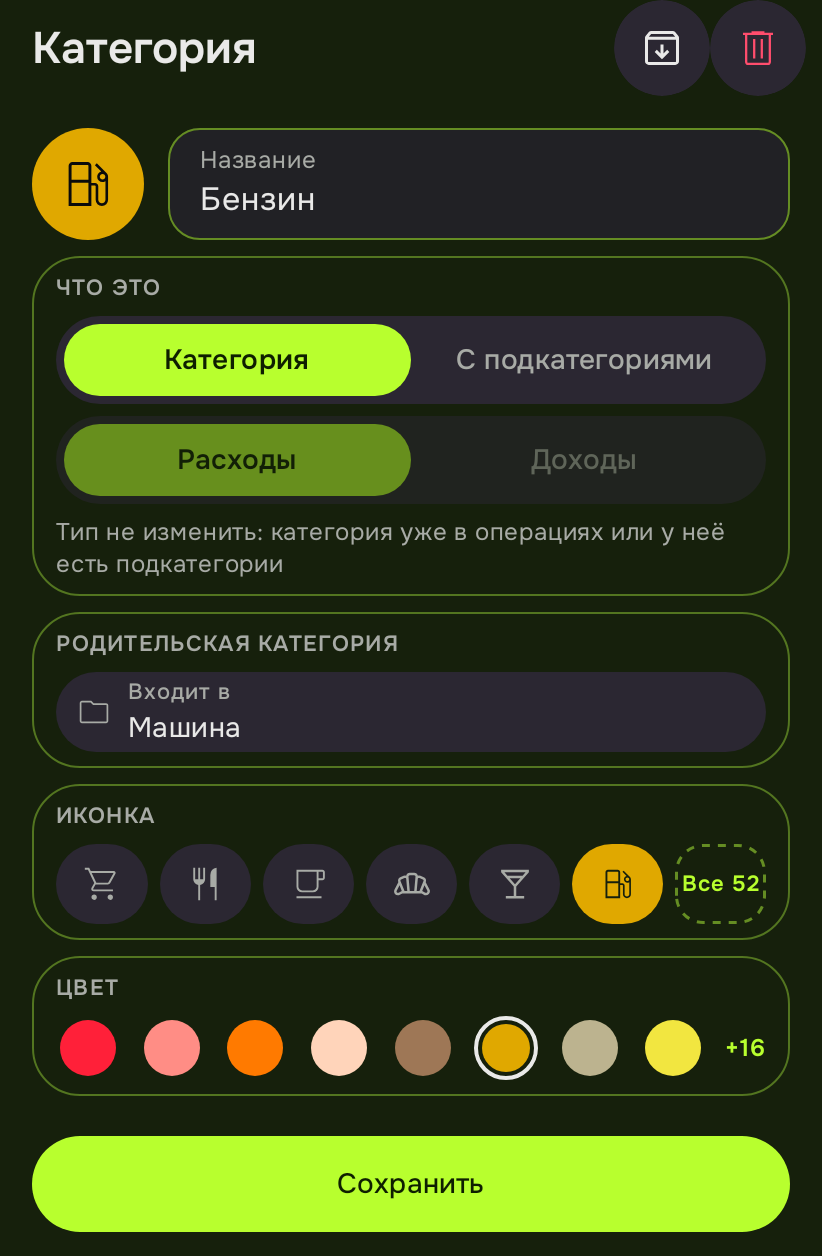 Категория
Название
Бензин
ЧТО ЭТО
Категория
С подкатегориями
Расходы
Доходы
Тип не изменить: категория уже в операциях или у неё
есть подкатегории
РОДИТЕЛЬСКАЯ КАТЕГОРИЯ
Входит в
Машина
ИКОНКА
Все 52
ЦВЕТ
+16
Сохранить